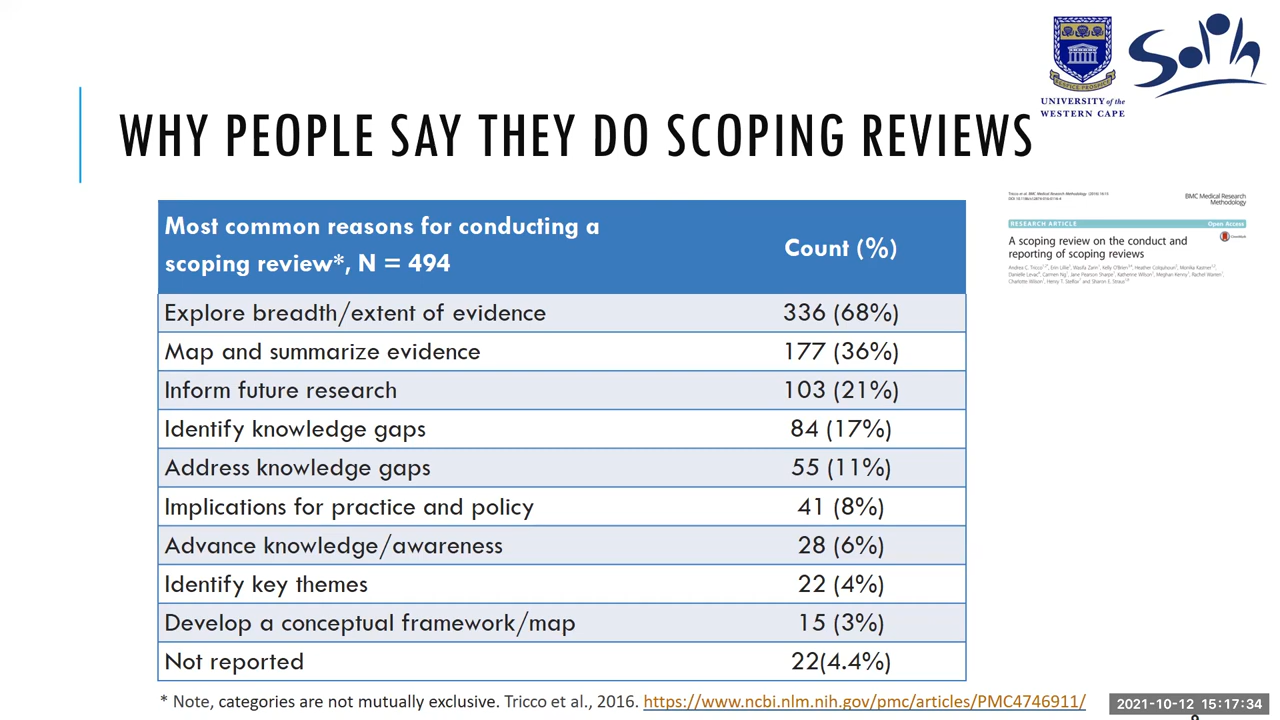 UNIVERSITY of the
WESTERN CAPE
WHY PEOPLE SAY THEY DO SCOPING REVIEWS
Most common reasons for conducting a scoping review*, N = 494 Count (%)
Explore breadth/extent of evidence 336 (68%)
Map and summarize evidence 177 (36%)
Inform future research 103 (21%)
Identify knowledge gaps 84 (17%)
Address knowledge gaps 55 (11%)
Implications for practice and policy 41 (8%)
Advance knowledge/awareness 28 (6%)
Identify key themes 22 (4%)
Develop a conceptual framework/map 15 (3%)
Not reported 22(4.4%)
* Note, categories are not mutually exclusive. Tricco et al., 2016. https://www.ncbi.nlm.nih.gov/pmc/articles/PMC4746911/
BMC Medical Research
Methodology
RESEARCH ARTICLE Open Access
A scoping review on the conduct and
reporting of scoping reviews
2021-10-12 15:17:34